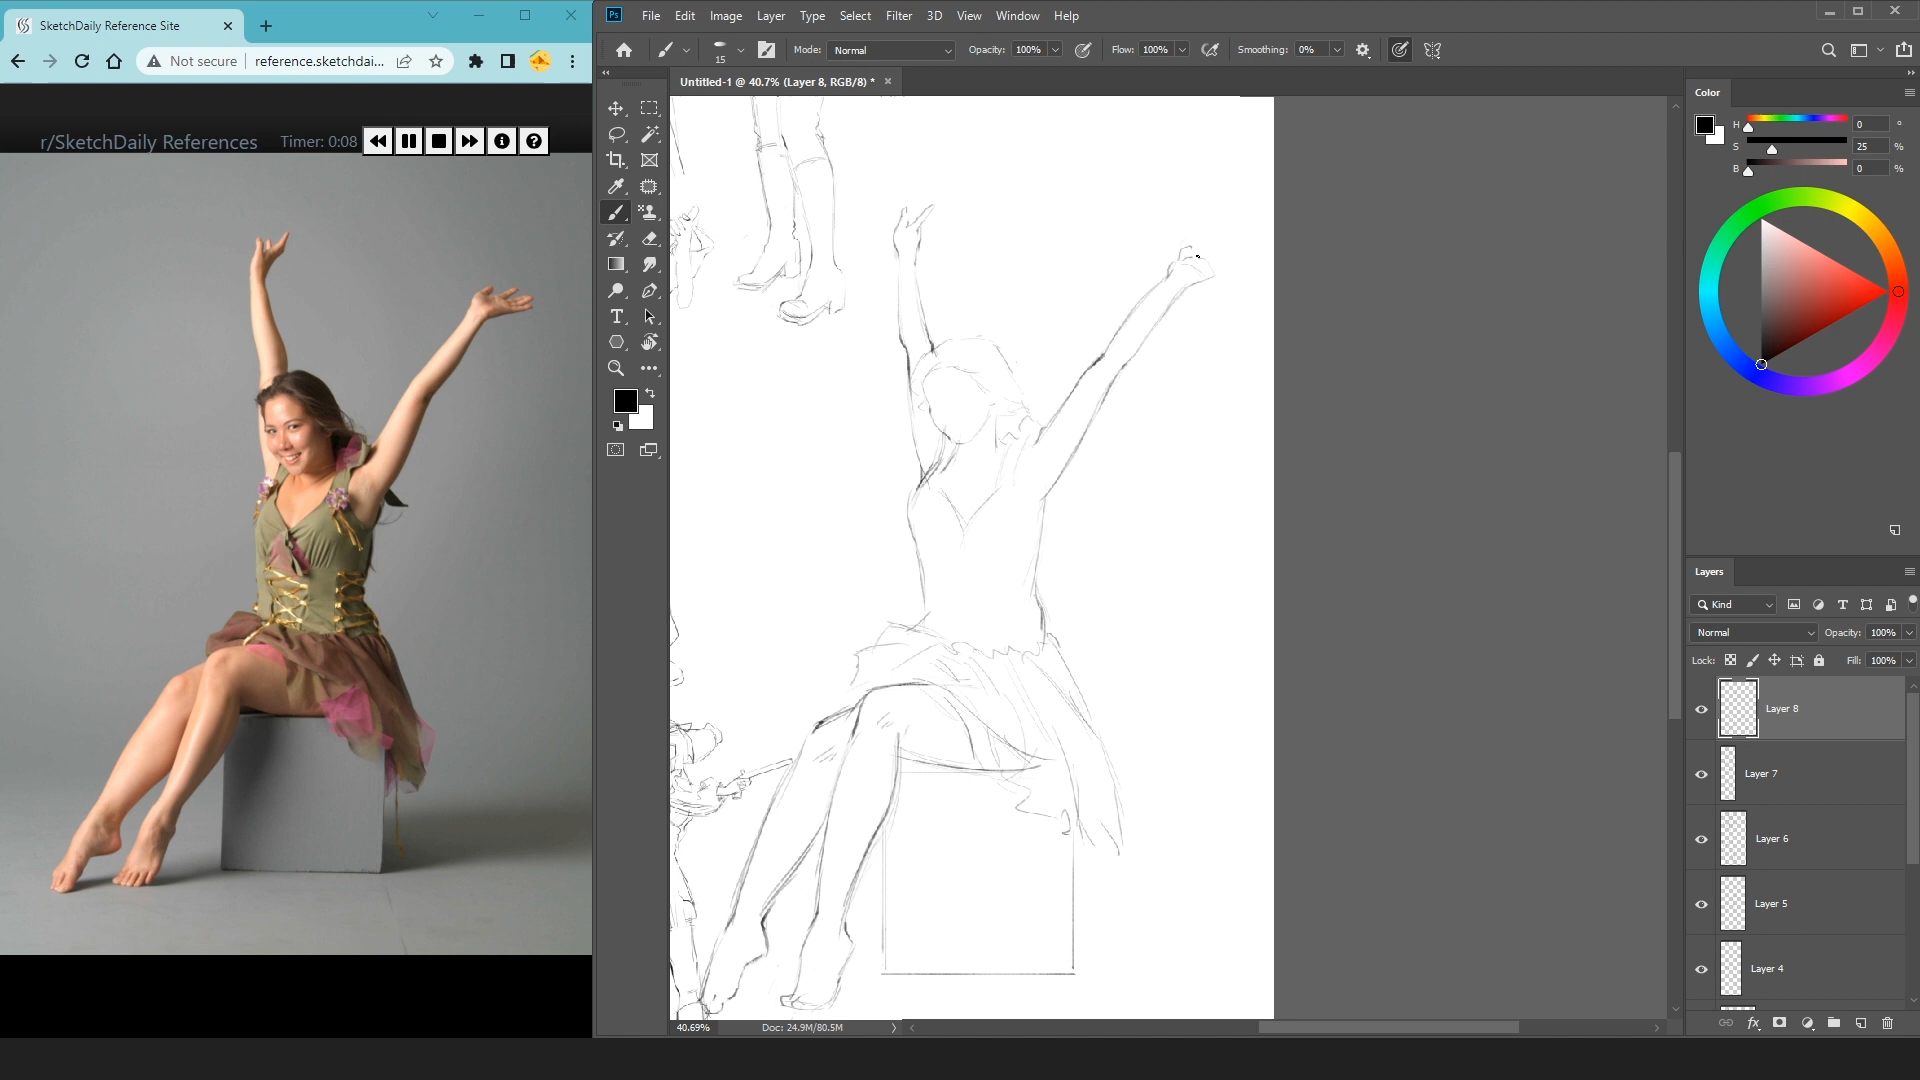 SketchDaily Reference Site
Not secure reference.sketchdai...
r/SketchDaily References Timer: 0:08
Ps File Edit Image Layer Type Select Filter 3D View Window Help
15 Mode: Normal Opacity: 100% Flow: 100% Smoothing: 0%
Untitled-1 @ 40.7% (Layer 8, RGB/8) *
Color
H 0 °
S 25 %
B 0 %
Layers
Kind
Normal Opacity: 100%
Lock: Fill: 100%
Layer 8
Layer 7
Layer 6
Layer 5
Layer 4
fx
40.69% Doc: 24.9M/80.5M